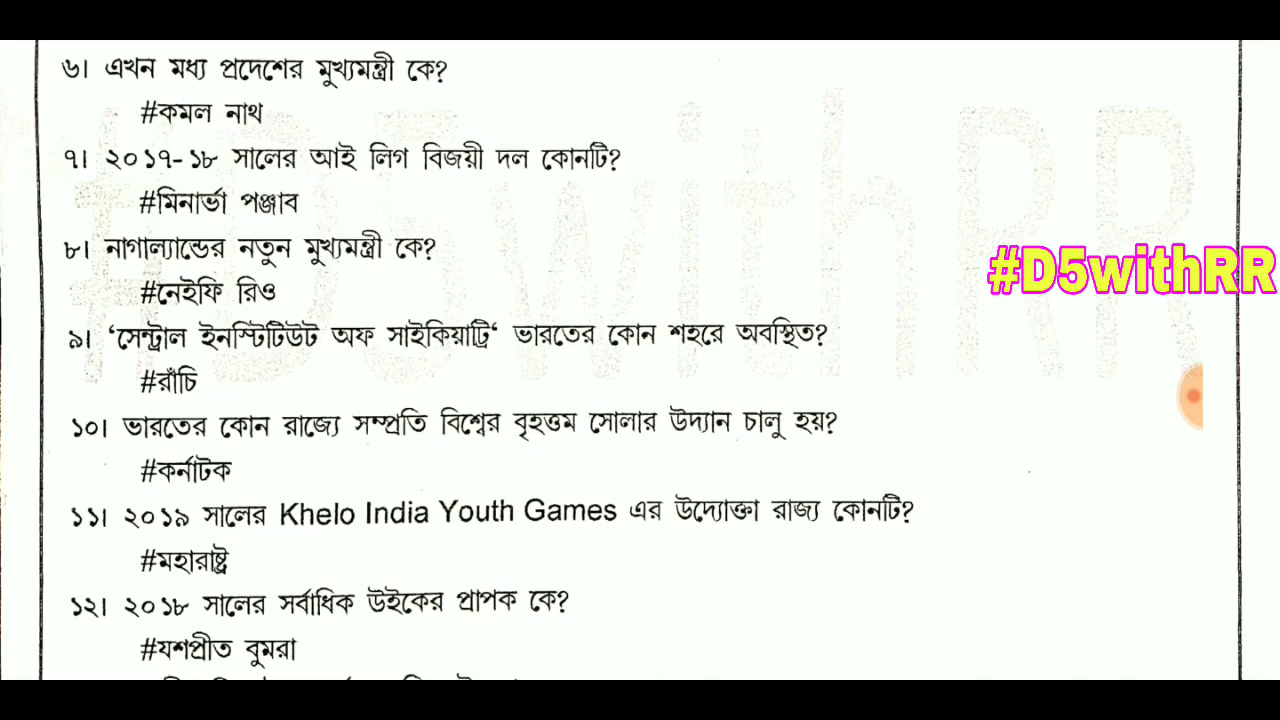 ৬। এখন মধ্য প্রদেশের মুখ্যমন্ত্রী কে?
#কমল নাথ
৭। ২০১৭-১৮ সালের আই লিগ বিজয়ী দল কোনটি?
#মিনার্ভা পঞ্জাব
৮। নাগাল্যান্ডের নতুন মুখ্যমন্ত্রী কে?
#D5withRR
#নেইফি রিও
৯। ‘সেন্ট্রাল ইনস্টিটিউট অফ সাইকিয়াট্রি‘ ভারতের কোন শহরে অবস্থিত?
#রাঁচি
১০। ভারতের কোন রাজ্যে সম্প্রতি বিশ্বের বৃহত্তম সোলার উদ্যান চালু হয়?
#কর্নাটক
১১। ২০১৯ সালের Khelo India Youth Games এর উদ্যোক্তা রাজ্য কোনটি?
#মহারাষ্ট্র
১২। ২০১৮ সালের সর্বাধিক উইকের প্রাপক কে?
#যশপ্রীত বুমরা
#D5withRR